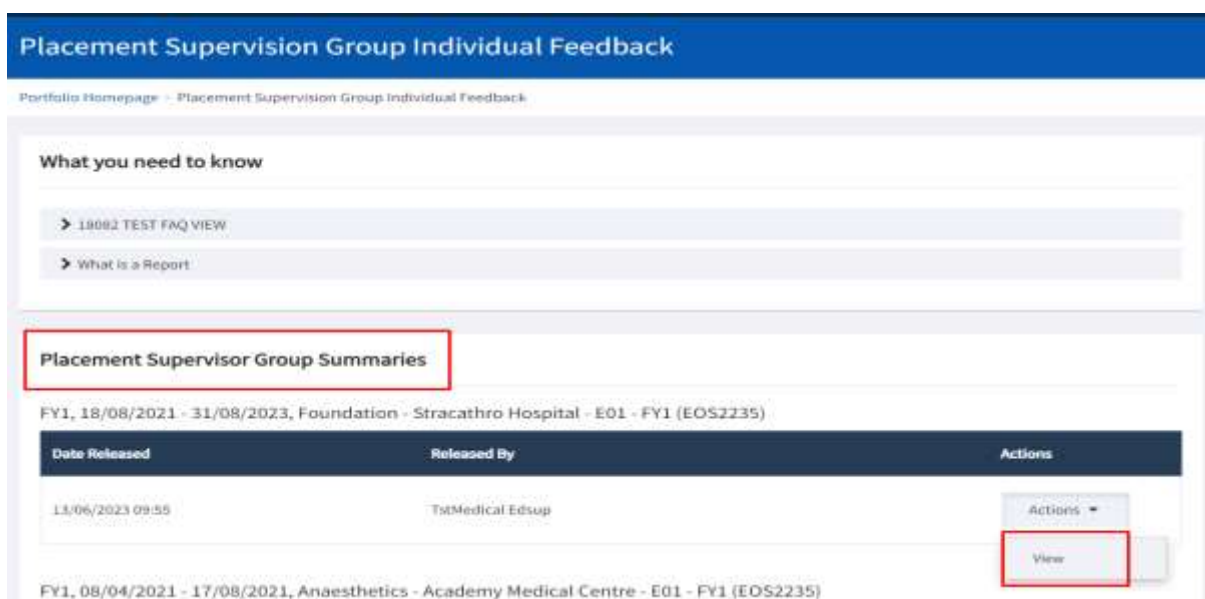 Placement Supervision Group Individual Feedback
Portfolio Homepage > Placement Supervision Group Individual Feedback
What you need to know
18082 TEST FAQ VIEW
What is a Report
Placement Supervisor Group Summaries
FY1, 18/08/2021 - 31/08/2023, Foundation - Stracathro Hospital - E01 - FY1 (EOS2235)
Date Released Released By Actions
13/06/2023 09:55 TstMedical Edsup Actions
View
FY1, 08/04/2021 - 17/08/2021, Anaesthetics - Academy Medical Centre - E01 - FY1 (EOS2235)